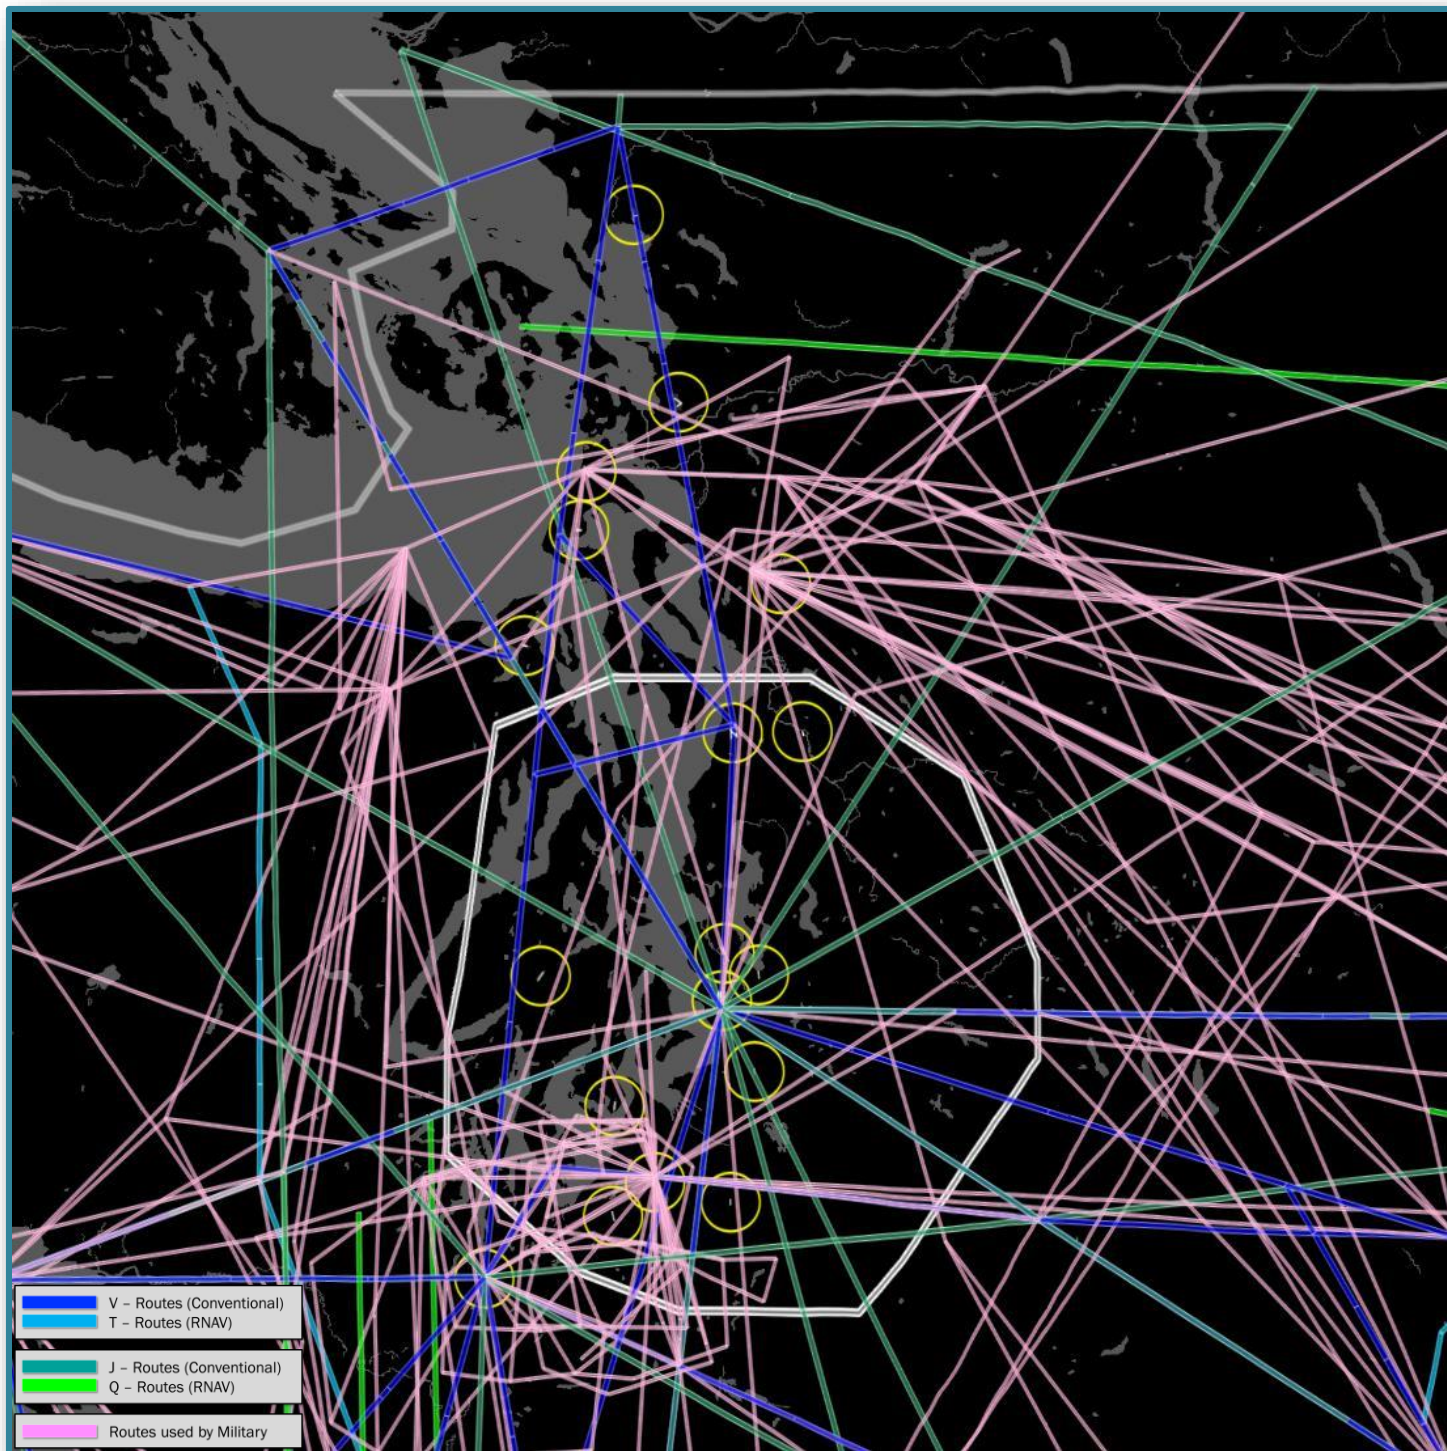 V – Routes (Conventional)
T – Routes (RNAV)
J – Routes (Conventional)
Q – Routes (RNAV)
Routes used by Military